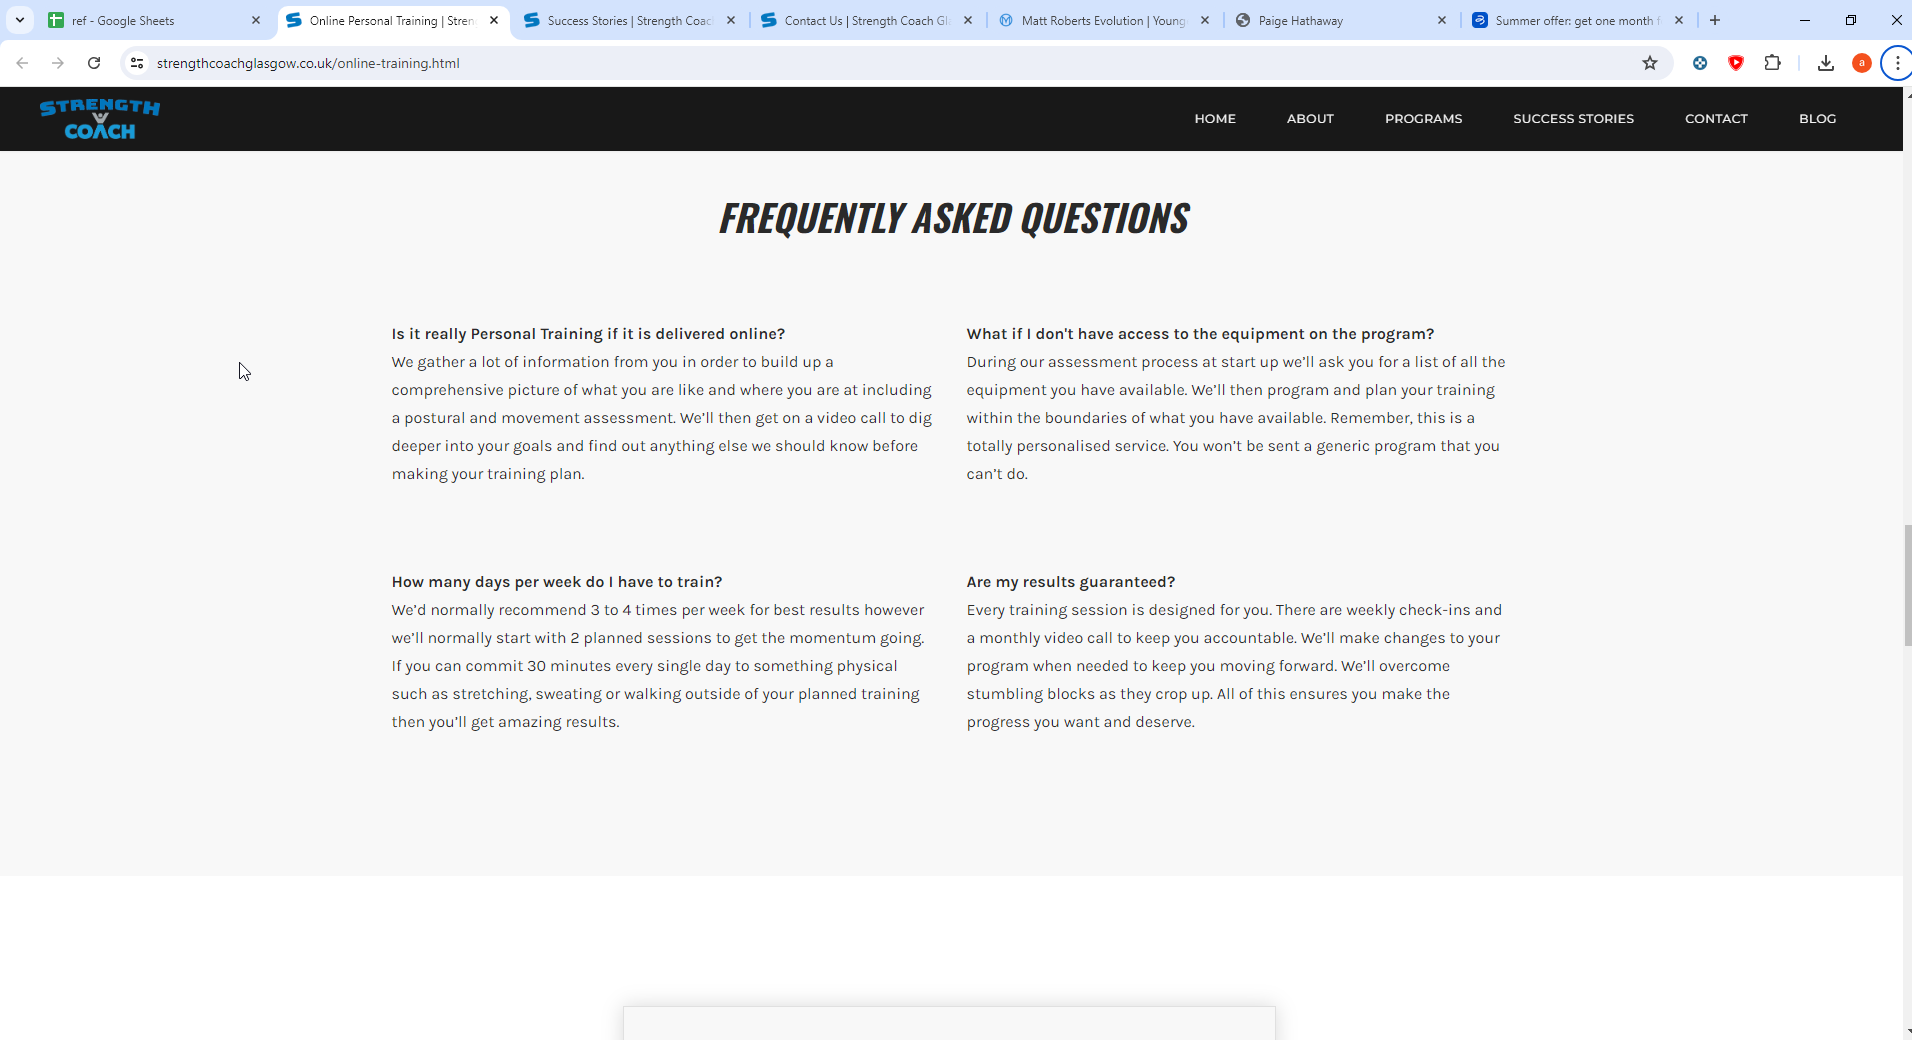 ref - Google Sheets
Online Personal Training | Stren
Success Stories | Strength Coac
Contact Us | Strength Coach Gl
Matt Roberts Evolution | Young
Paige Hathaway
Summer offer: get one month f
strengthcoachglasgow.co.uk/online-training.html
a
STRENGTH
COACH
HOME
ABOUT
PROGRAMS
SUCCESS STORIES
CONTACT
BLOG
FREQUENTLY ASKED QUESTIONS
Is it really Personal Training if it is delivered online?
We gather a lot of information from you in order to build up a
comprehensive picture of what you are like and where you are at including
a postural and movement assessment. We’ll then get on a video call to dig
deeper into your goals and find out anything else we should know before
making your training plan.
What if I don't have access to the equipment on the program?
During our assessment process at start up we’ll ask you for a list of all the
equipment you have available. We’ll then program and plan your training
within the boundaries of what you have available. Remember, this is a
totally personalised service. You won’t be sent a generic program that you
can’t do.
How many days per week do I have to train?
We’d normally recommend 3 to 4 times per week for best results however
we’ll normally start with 2 planned sessions to get the momentum going.
If you can commit 30 minutes every single day to something physical
such as stretching, sweating or walking outside of your planned training
then you’ll get amazing results.
Are my results guaranteed?
Every training session is designed for you. There are weekly check-ins and
a monthly video call to keep you accountable. We’ll make changes to your
program when needed to keep you moving forward. We’ll overcome
stumbling blocks as they crop up. All of this ensures you make the
progress you want and deserve.